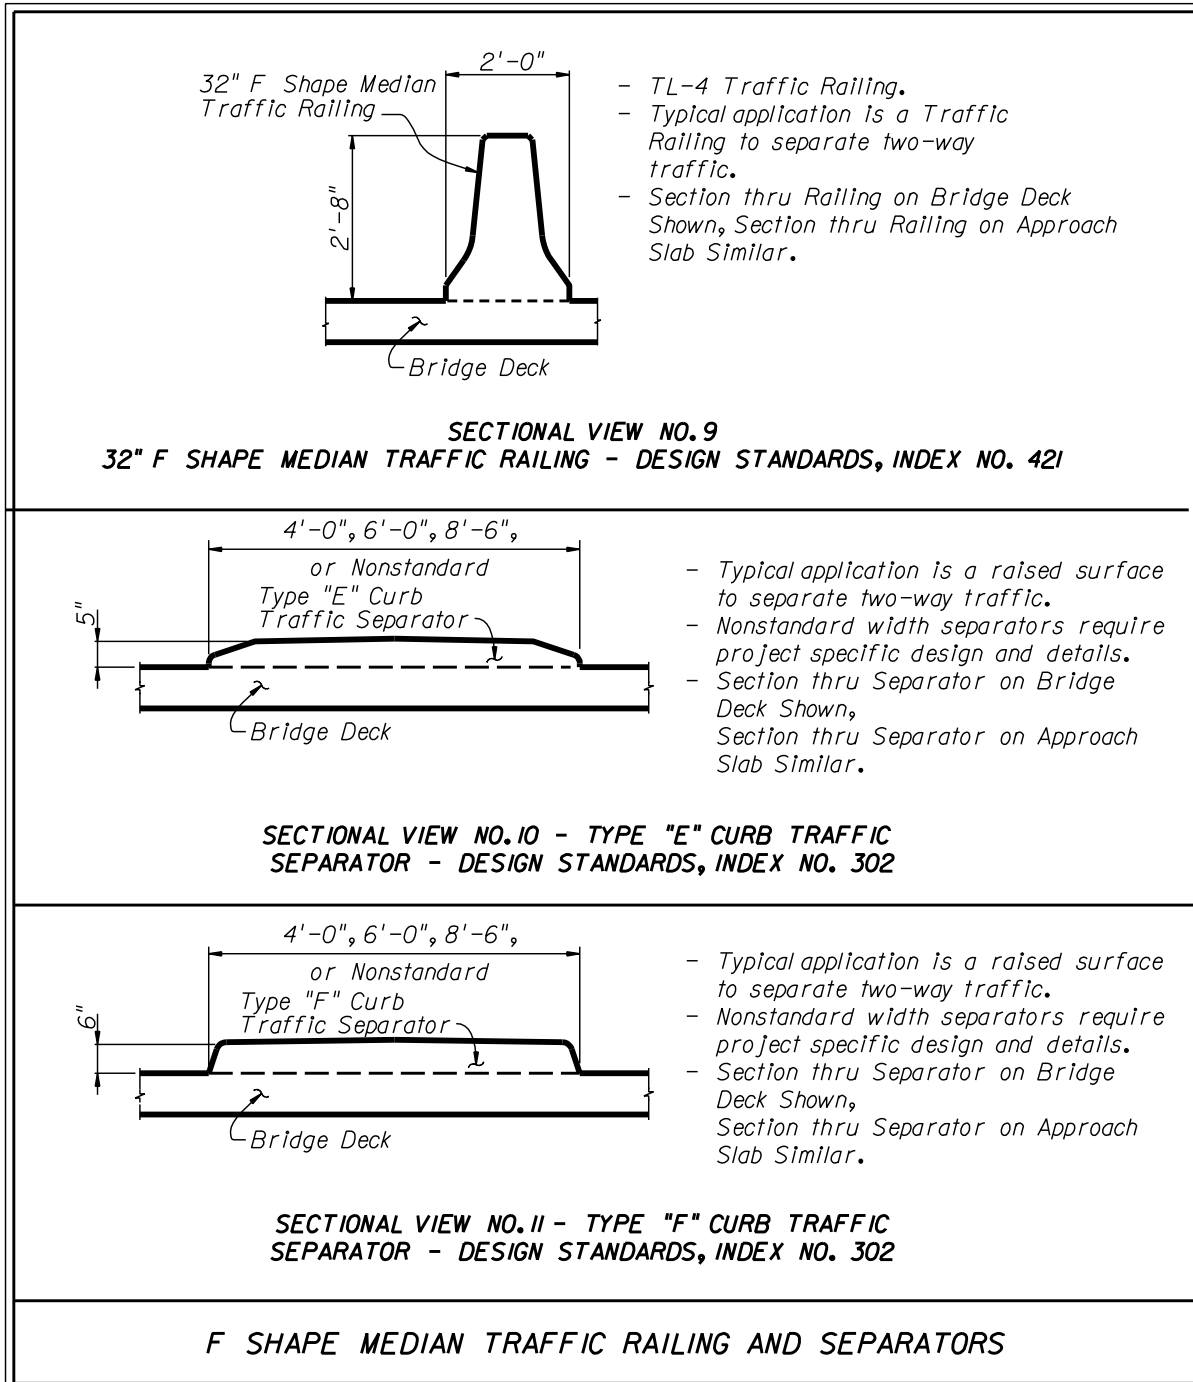 2'-0"
32" F Shape Median
Traffic Railing
2'-8"
Bridge Deck
- TL-4 Traffic Railing.
- Typical application is a Traffic
Railing to separate two-way
traffic.
- Section thru Railing on Bridge Deck
Shown, Section thru Railing on Approach
Slab Similar.
SECTIONAL VIEW NO. 9
32" F SHAPE MEDIAN TRAFFIC RAILING - DESIGN STANDARDS, INDEX NO. 421
4'-0", 6'-0", 8'-6",
or Nonstandard
Type "E" Curb
Traffic Separator
5"
Bridge Deck
- Typical application is a raised surface
to separate two-way traffic.
- Nonstandard width separators require
project specific design and details.
- Section thru Separator on Bridge
Deck Shown,
Section thru Separator on Approach
Slab Similar.
SECTIONAL VIEW NO. 10 - TYPE "E" CURB TRAFFIC
SEPARATOR - DESIGN STANDARDS, INDEX NO. 302
4'-0", 6'-0", 8'-6",
or Nonstandard
Type "F" Curb
Traffic Separator
6"
Bridge Deck
- Typical application is a raised surface
to separate two-way traffic.
- Nonstandard width separators require
project specific design and details.
- Section thru Separator on Bridge
Deck Shown,
Section thru Separator on Approach
Slab Similar.
SECTIONAL VIEW NO. 11 - TYPE "F" CURB TRAFFIC
SEPARATOR - DESIGN STANDARDS, INDEX NO. 302
F SHAPE MEDIAN TRAFFIC RAILING AND SEPARATORS